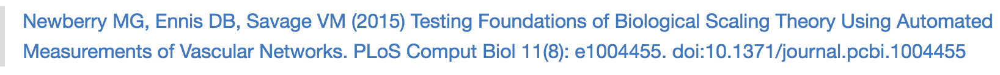 Newberry MG, Ennis DB, Savage VM (2015) Testing Foundations of Biological Scaling Theory Using Automated
Measurements of Vascular Networks. PLoS Comput Biol 11(8): e1004455. doi:10.1371/journal.pcbi.1004455